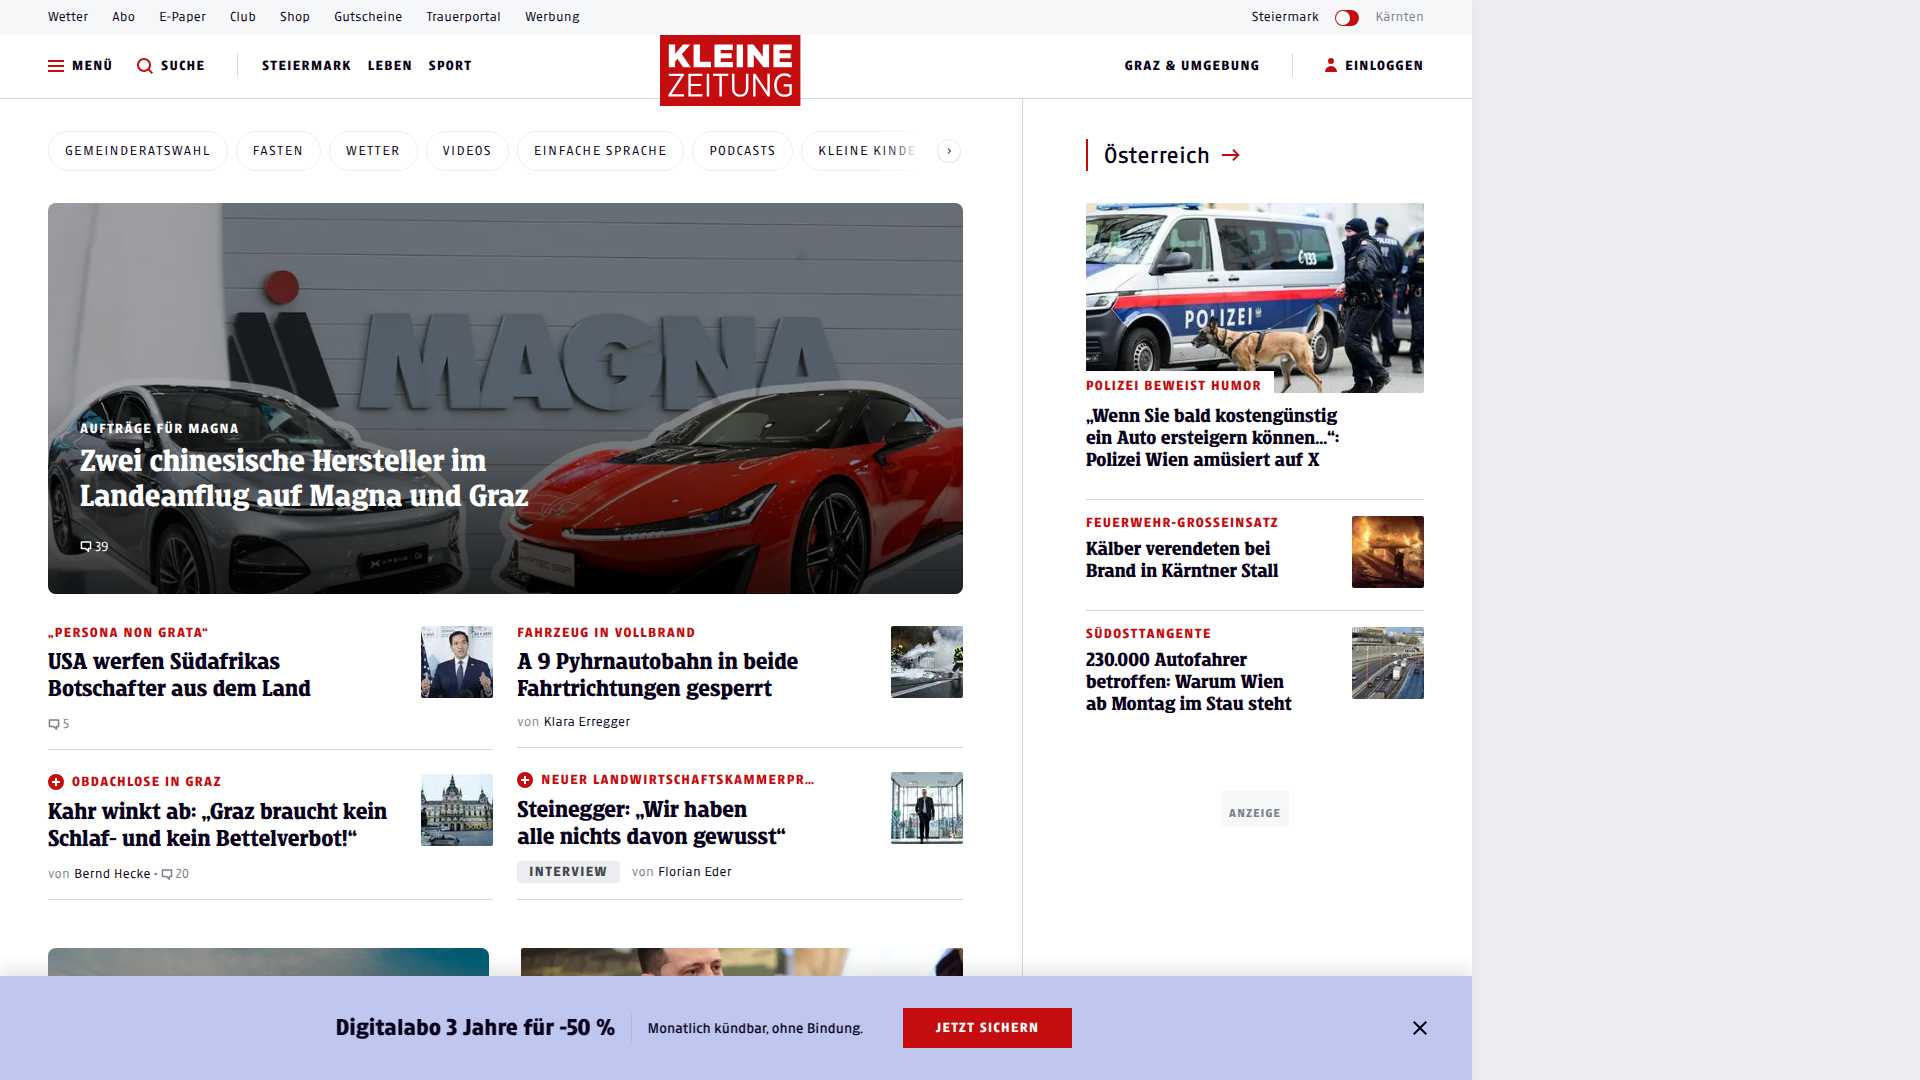 Wetter Abo E-Paper Club Shop Gutscheine Trauerportal Werbung Steiermark Kärnten
MENÜ SUCHE STEIERMARK LEBEN SPORT KLEINE ZEITUNG GRAZ & UMGEBUNG EINLOGGEN
GEMEINDERATSWAHL FASTEN WETTER VIDEOS EINFACHE SPRACHE PODCASTS KLEINE KINDE
MAGNA
AUFTRÄGE FÜR MAGNA
Zwei chinesische Hersteller im
Landeanflug auf Magna und Graz
39
„PERSONA NON GRATA“
USA werfen Südafrikas
Botschafter aus dem Land
5
FAHRZEUG IN VOLLBRAND
A 9 Pyhrnautobahn in beide
Fahrtrichtungen gesperrt
von Klara Erregger
OBDACHLOSE IN GRAZ
Kahr winkt ab: „Graz braucht kein
Schlaf- und kein Bettelverbot!“
von Bernd Hecke • 20
NEUER LANDWIRTSCHAFTSKAMMERPR...
Steinegger: „Wir haben
alle nichts davon gewusst“
INTERVIEW von Florian Eder
Österreich
POLIZEI
133
POLIZEI BEWEIST HUMOR
„Wenn Sie bald kostengünstig
ein Auto ersteigern können...“:
Polizei Wien amüsiert auf X
FEUERWEHR-GROSSEINSATZ
Kälber verendeten bei
Brand in Kärntner Stall
SÜDOSTTANGENTE
230.000 Autofahrer
betroffen: Warum Wien
ab Montag im Stau steht
ANZEIGE
Digitalabo 3 Jahre für -50 % Monatlich kündbar, ohne Bindung. JETZT SICHERN